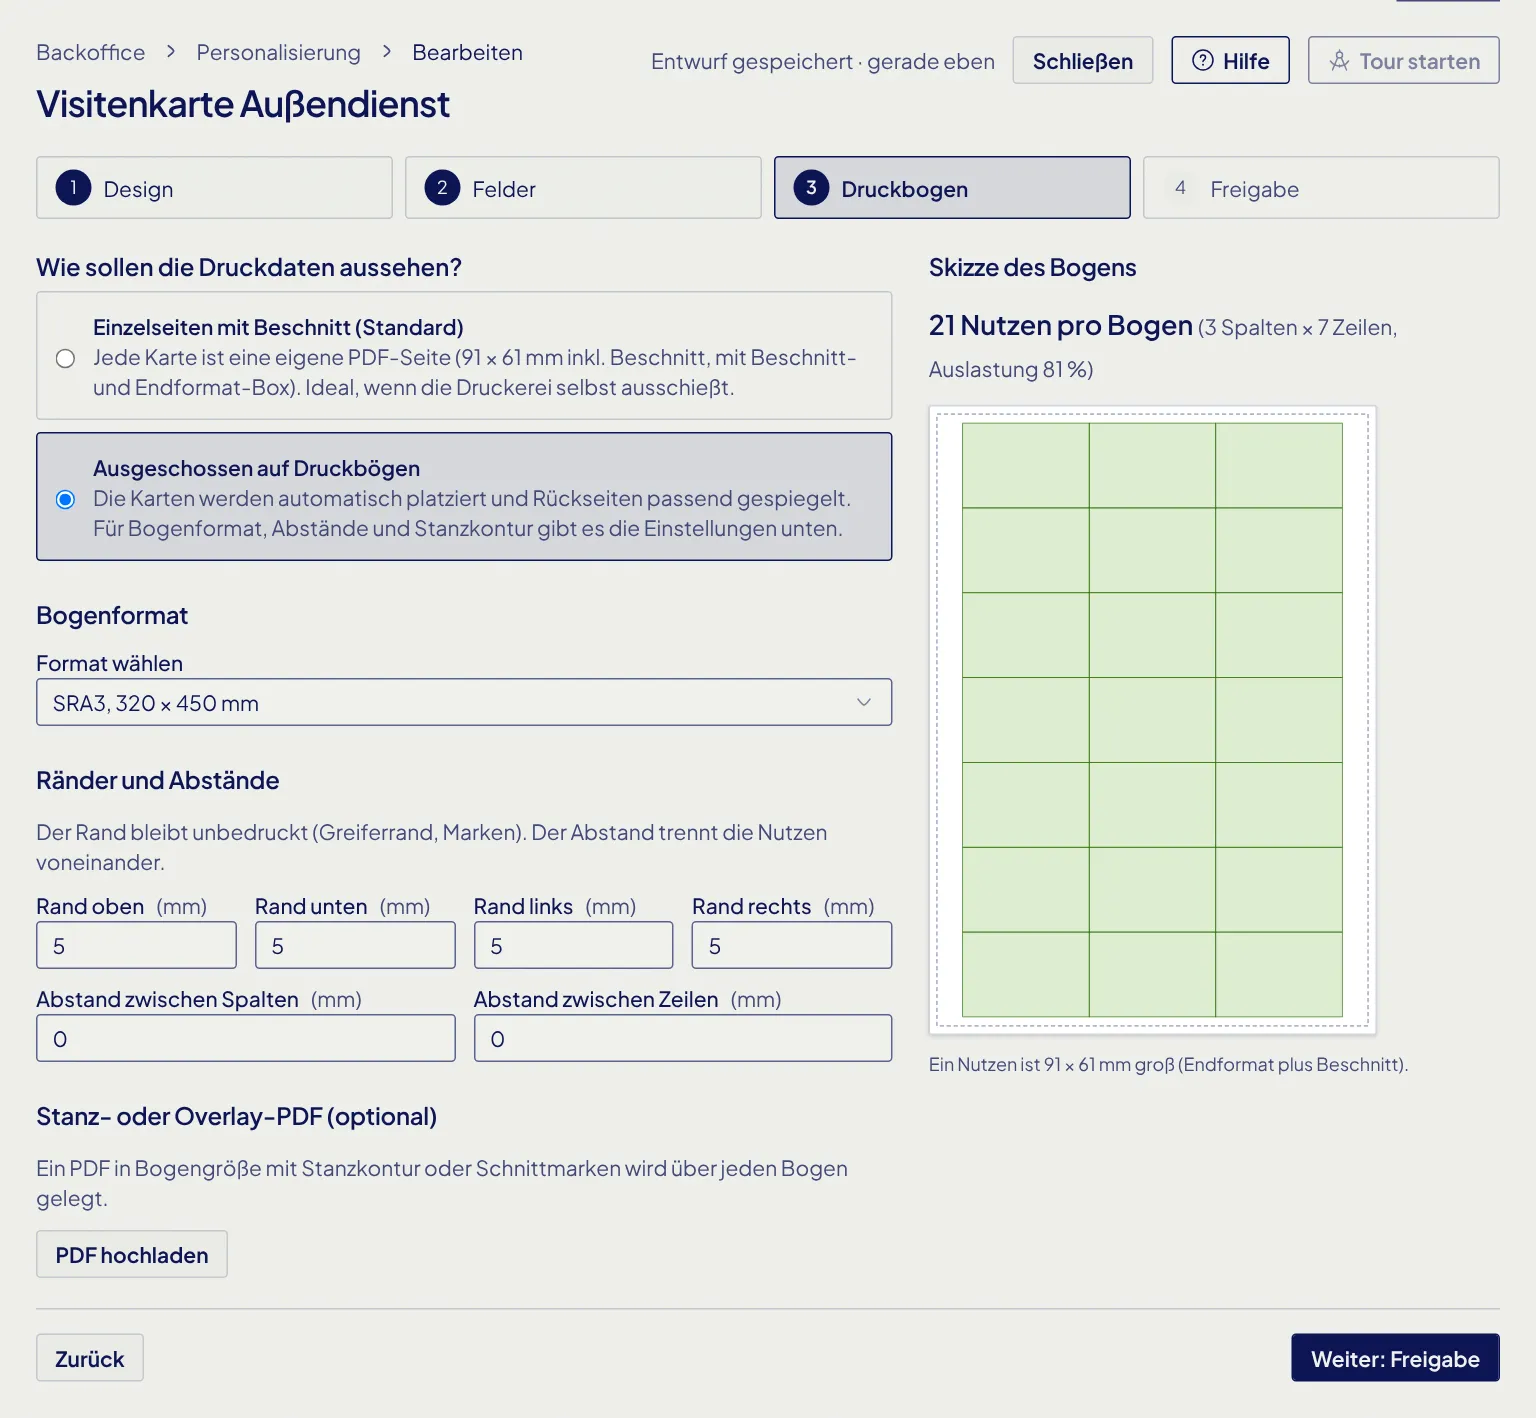 Backoffice > Personalisierung > Bearbeiten
Entwurf gespeichert · gerade eben
Schließen
Hilfe
Tour starten
Visitenkarte Außendienst
1 Design
2 Felder
3 Druckbogen
4 Freigabe
Wie sollen die Druckdaten aussehen?
Einzelseiten mit Beschnitt (Standard)
Jede Karte ist eine eigene PDF-Seite (91 × 61 mm inkl. Beschnitt, mit Beschnitt-
und Endformat-Box). Ideal, wenn die Druckerei selbst ausschießt.
Ausgeschossen auf Druckbögen
Die Karten werden automatisch platziert und Rückseiten passend gespiegelt.
Für Bogenformat, Abstände und Stanzkontur gibt es die Einstellungen unten.
Bogenformat
Format wählen
SRA3, 320 × 450 mm
Ränder und Abstände
Der Rand bleibt unbedruckt (Greiferrand, Marken). Der Abstand trennt die Nutzen
voneinander.
Rand oben (mm)
5
Rand unten (mm)
5
Rand links (mm)
5
Rand rechts (mm)
5
Abstand zwischen Spalten (mm)
0
Abstand zwischen Zeilen (mm)
0
Stanz- oder Overlay-PDF (optional)
Ein PDF in Bogengröße mit Stanzkontur oder Schnittmarken wird über jeden Bogen
gelegt.
PDF hochladen
Skizze des Bogens
21 Nutzen pro Bogen (3 Spalten × 7 Zeilen,
Auslastung 81 %)
Ein Nutzen ist 91 × 61 mm groß (Endformat plus Beschnitt).
Zurück
Weiter: Freigabe